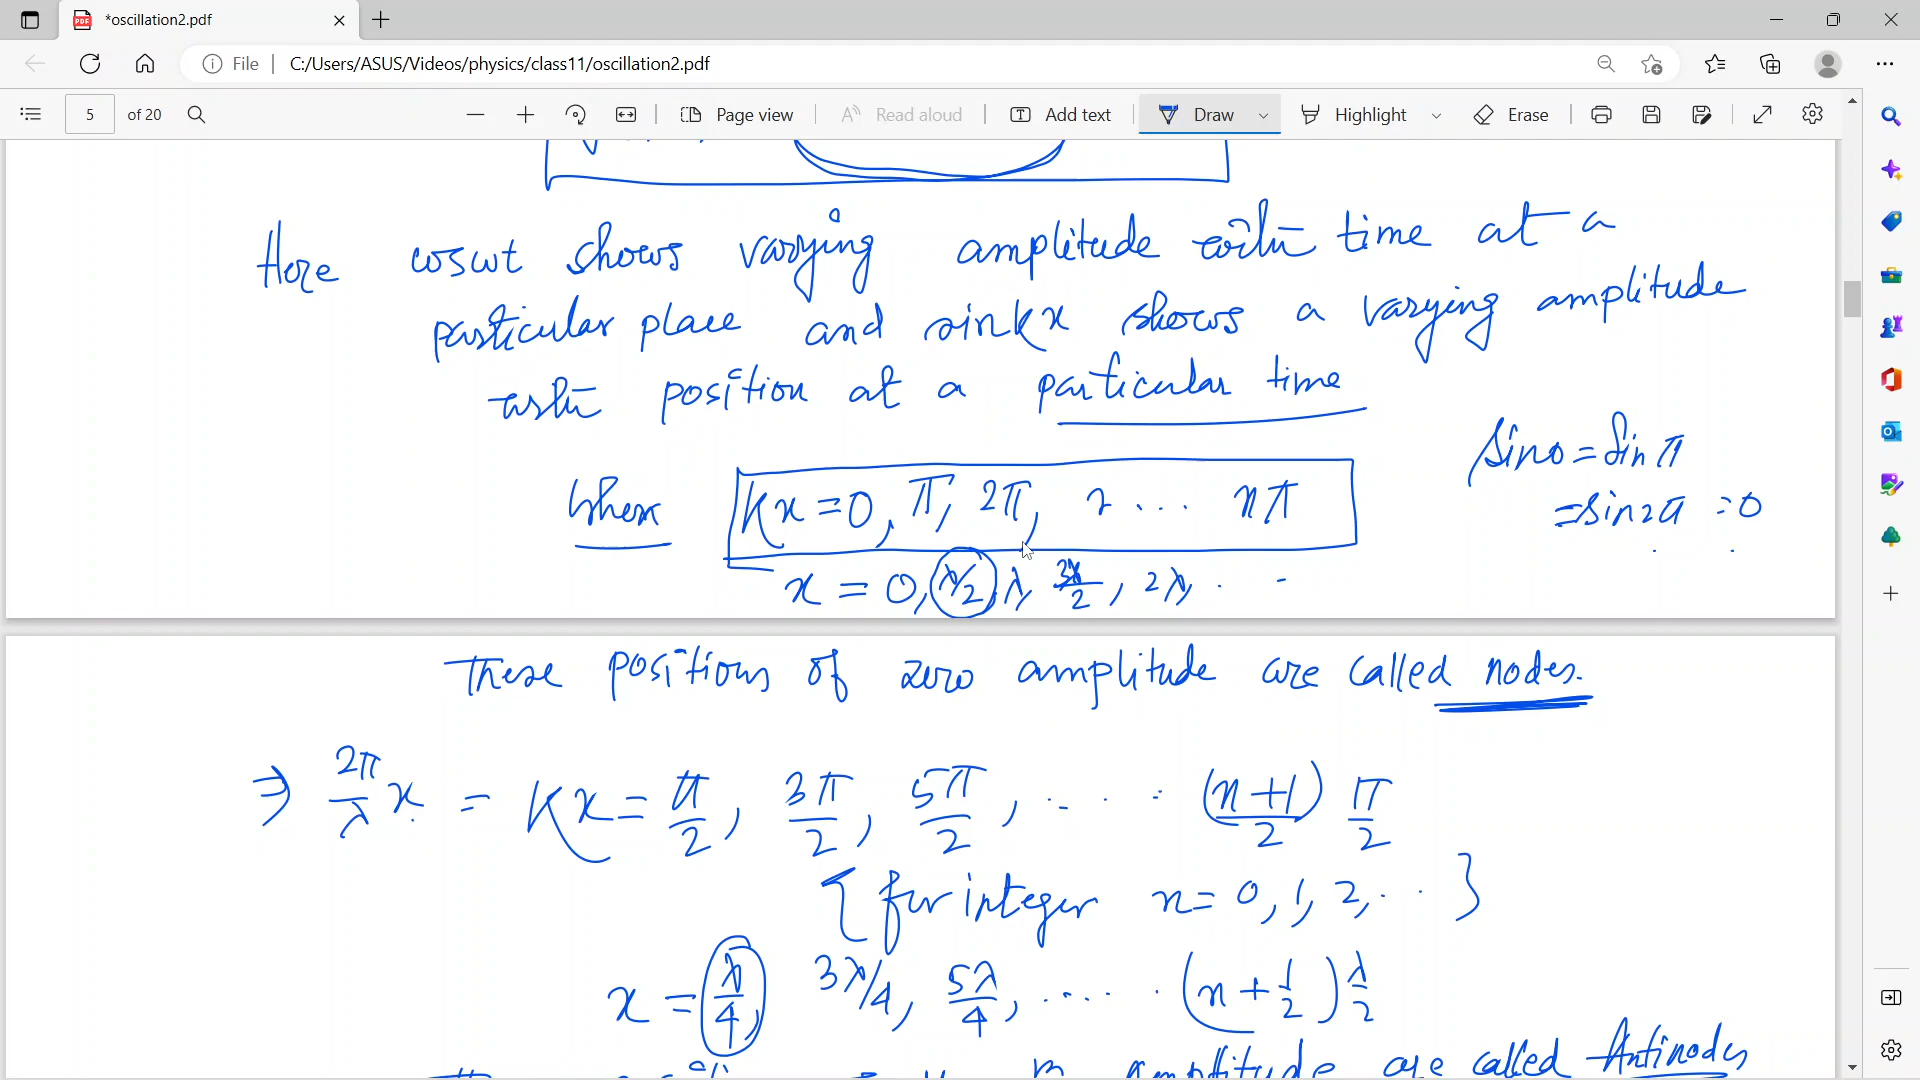 *oscillation2.pdf
File C:/Users/ASUS/Videos/physics/class11/oscillation2.pdf
5 of 20 Page view Read aloud Add text Draw Highlight Erase
Here coswt shows varying amplitude with time at a
particular place and sinkx shows a varying amplitude
with position at a particular time
sin0 = sin π
= sin 2π = 0
When Kx = 0, π, 2π, ... nπ
x = 0, λ/2, λ, 3λ/2, 2λ, . -
These positions of zero amplitude are called nodes.
⇒ 2π/λ x = Kx = π/2, 3π/2, 5π/2, .... (n+1)/2 π/2
{ for integer n = 0, 1, 2, .. }
x = λ/4, 3λ/4, 5λ/4, ..... (n + 1/2) λ/2
amplitude are called Antinodes